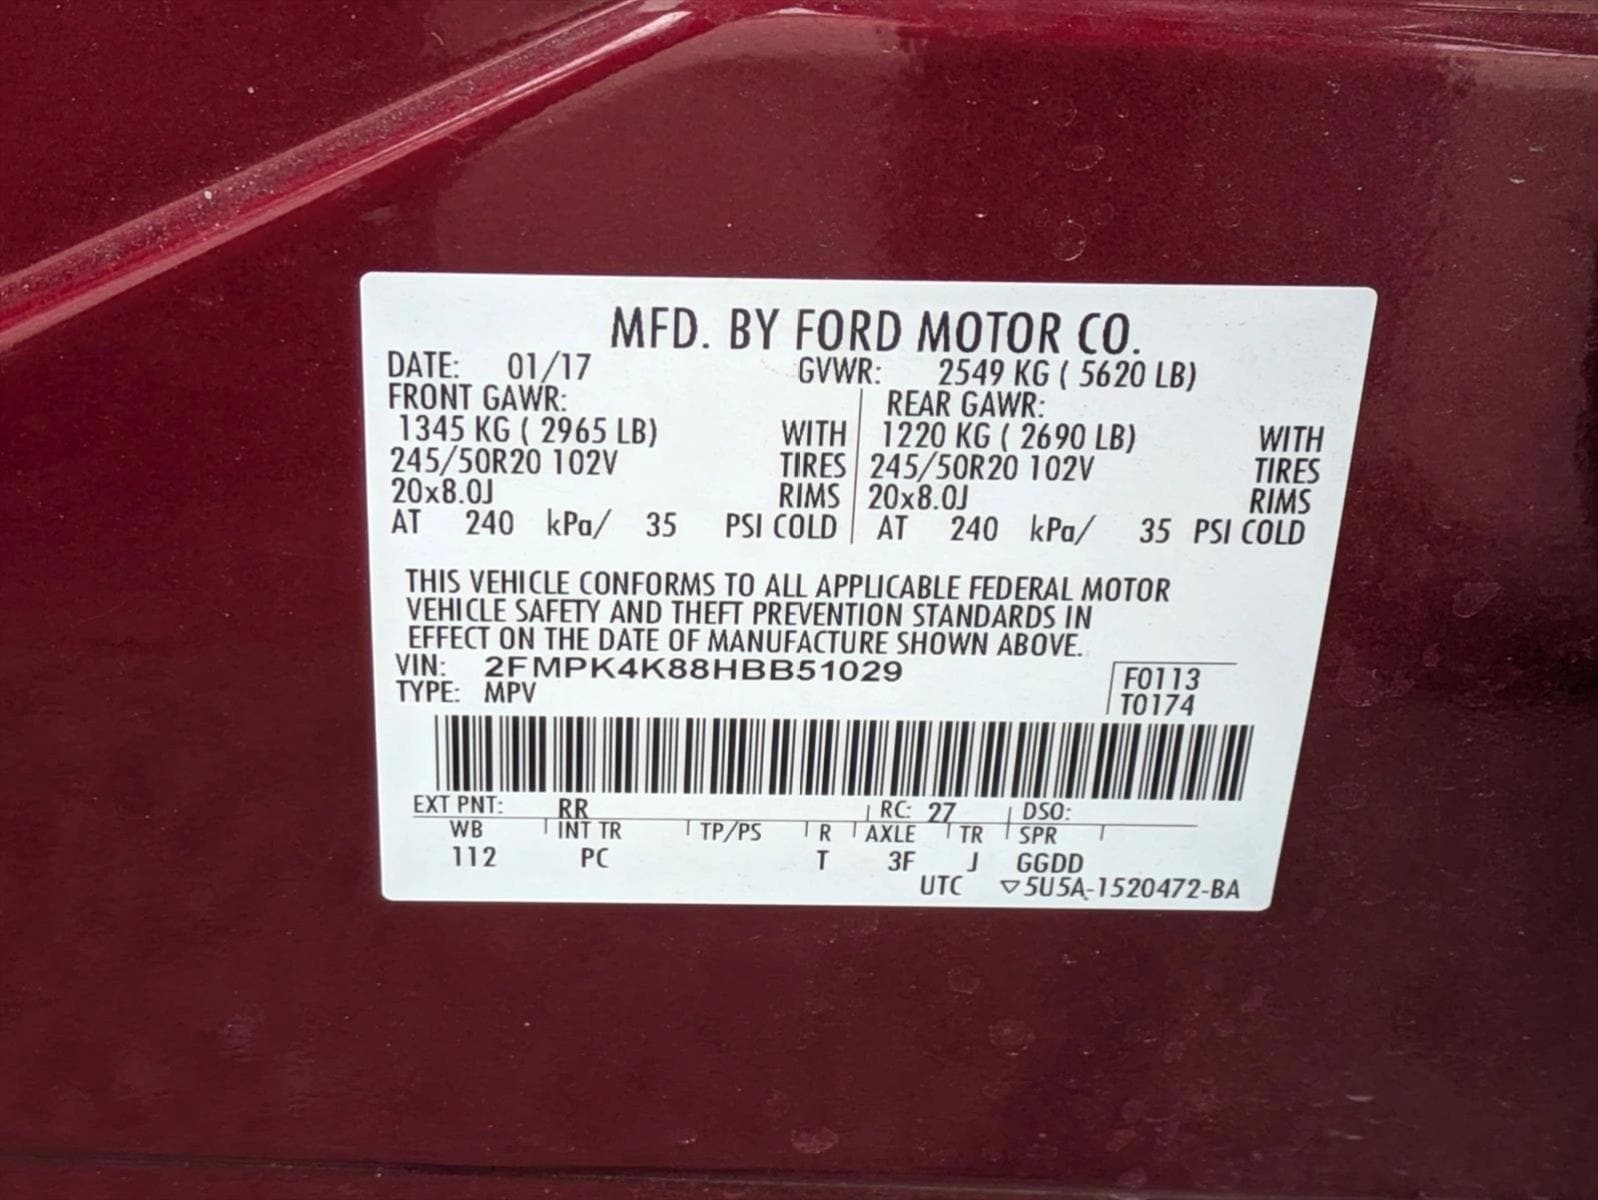 MFD. BY FORD MOTOR CO.
DATE: 01/17 GVWR: 2549 KG ( 5620 LB)
FRONT GAWR: REAR GAWR:
1345 KG ( 2965 LB) WITH 1220 KG ( 2690 LB) WITH
245/50R20 102V TIRES 245/50R20 102V TIRES
20x8.0J RIMS 20x8.0J RIMS
AT 240 kPa/ 35 PSI COLD AT 240 kPa/ 35 PSI COLD
THIS VEHICLE CONFORMS TO ALL APPLICABLE FEDERAL MOTOR
VEHICLE SAFETY AND THEFT PREVENTION STANDARDS IN
EFFECT ON THE DATE OF MANUFACTURE SHOWN ABOVE.
VIN: 2FMPK4K88HBB51029 F0113
TYPE: MPV T0174
EXT PNT: RR RC: 27 DSO:
WB INT TR TP/PS R AXLE TR SPR
112 PC T 3F J GGDD
UTC ▽5U5A-1520472-BA